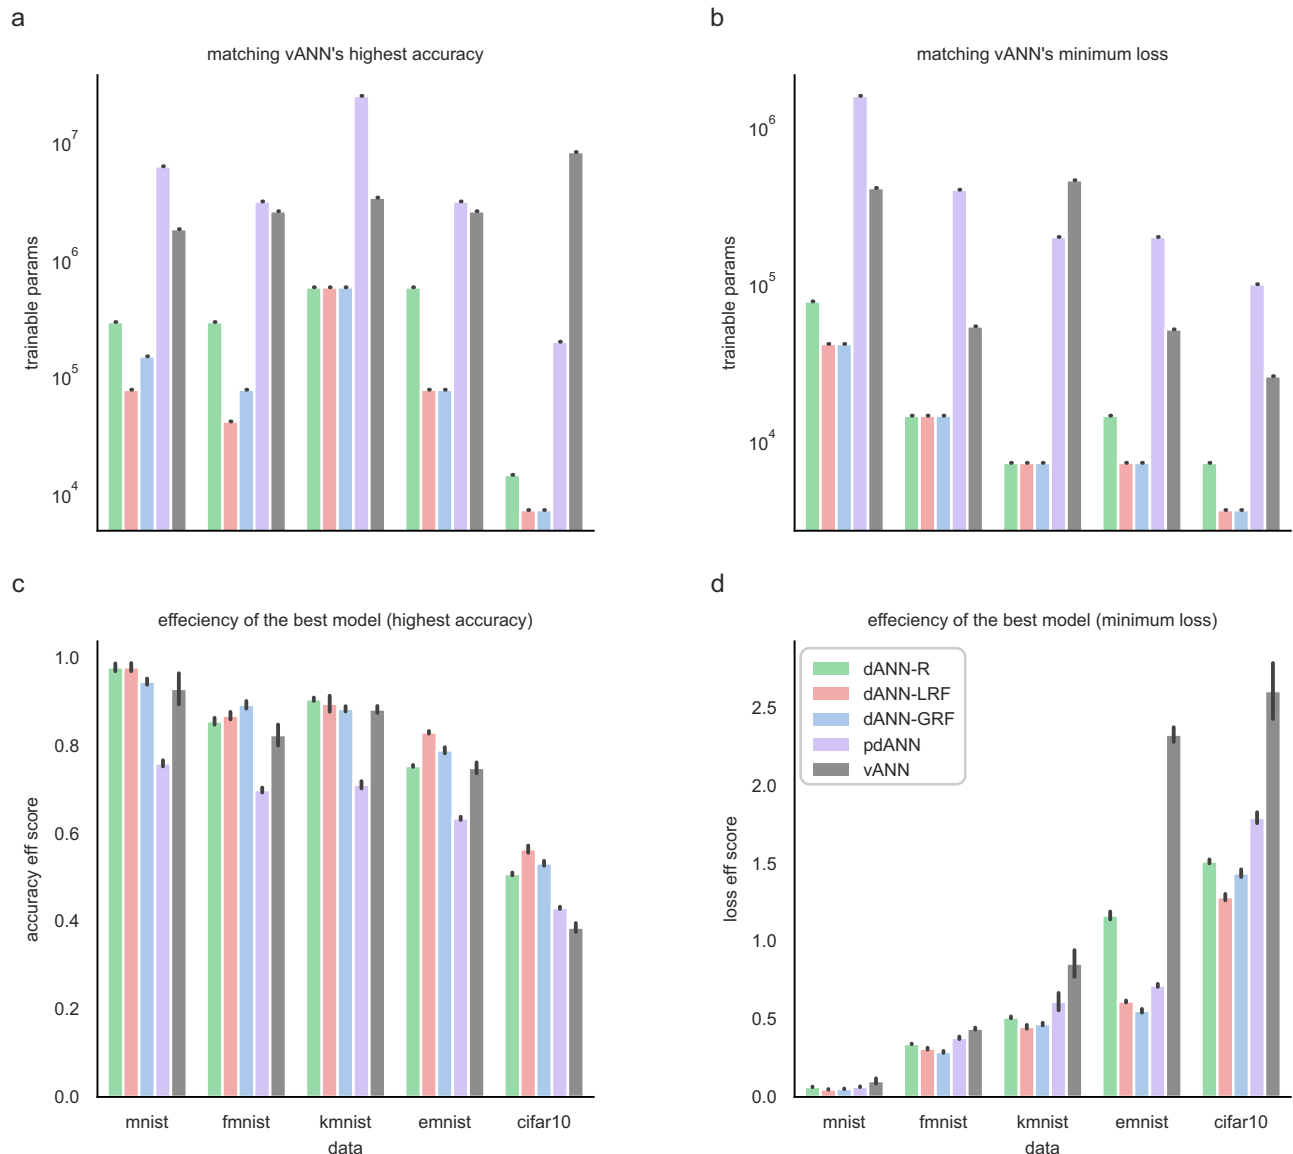 a
matching vANN's highest accuracy
trainable params
10^7
10^6
10^5
10^4
b
matching vANN's minimum loss
trainable params
10^6
10^5
10^4
c
effeciency of the best model (highest accuracy)
accuracy eff score
1.0
0.8
0.6
0.4
0.2
0.0
mnist fmnist kmnist emnist cifar10
data
d
effeciency of the best model (minimum loss)
dANN-R
dANN-LRF
dANN-GRF
pdANN
vANN
loss eff score
2.5
2.0
1.5
1.0
0.5
0.0
mnist fmnist kmnist emnist cifar10
data